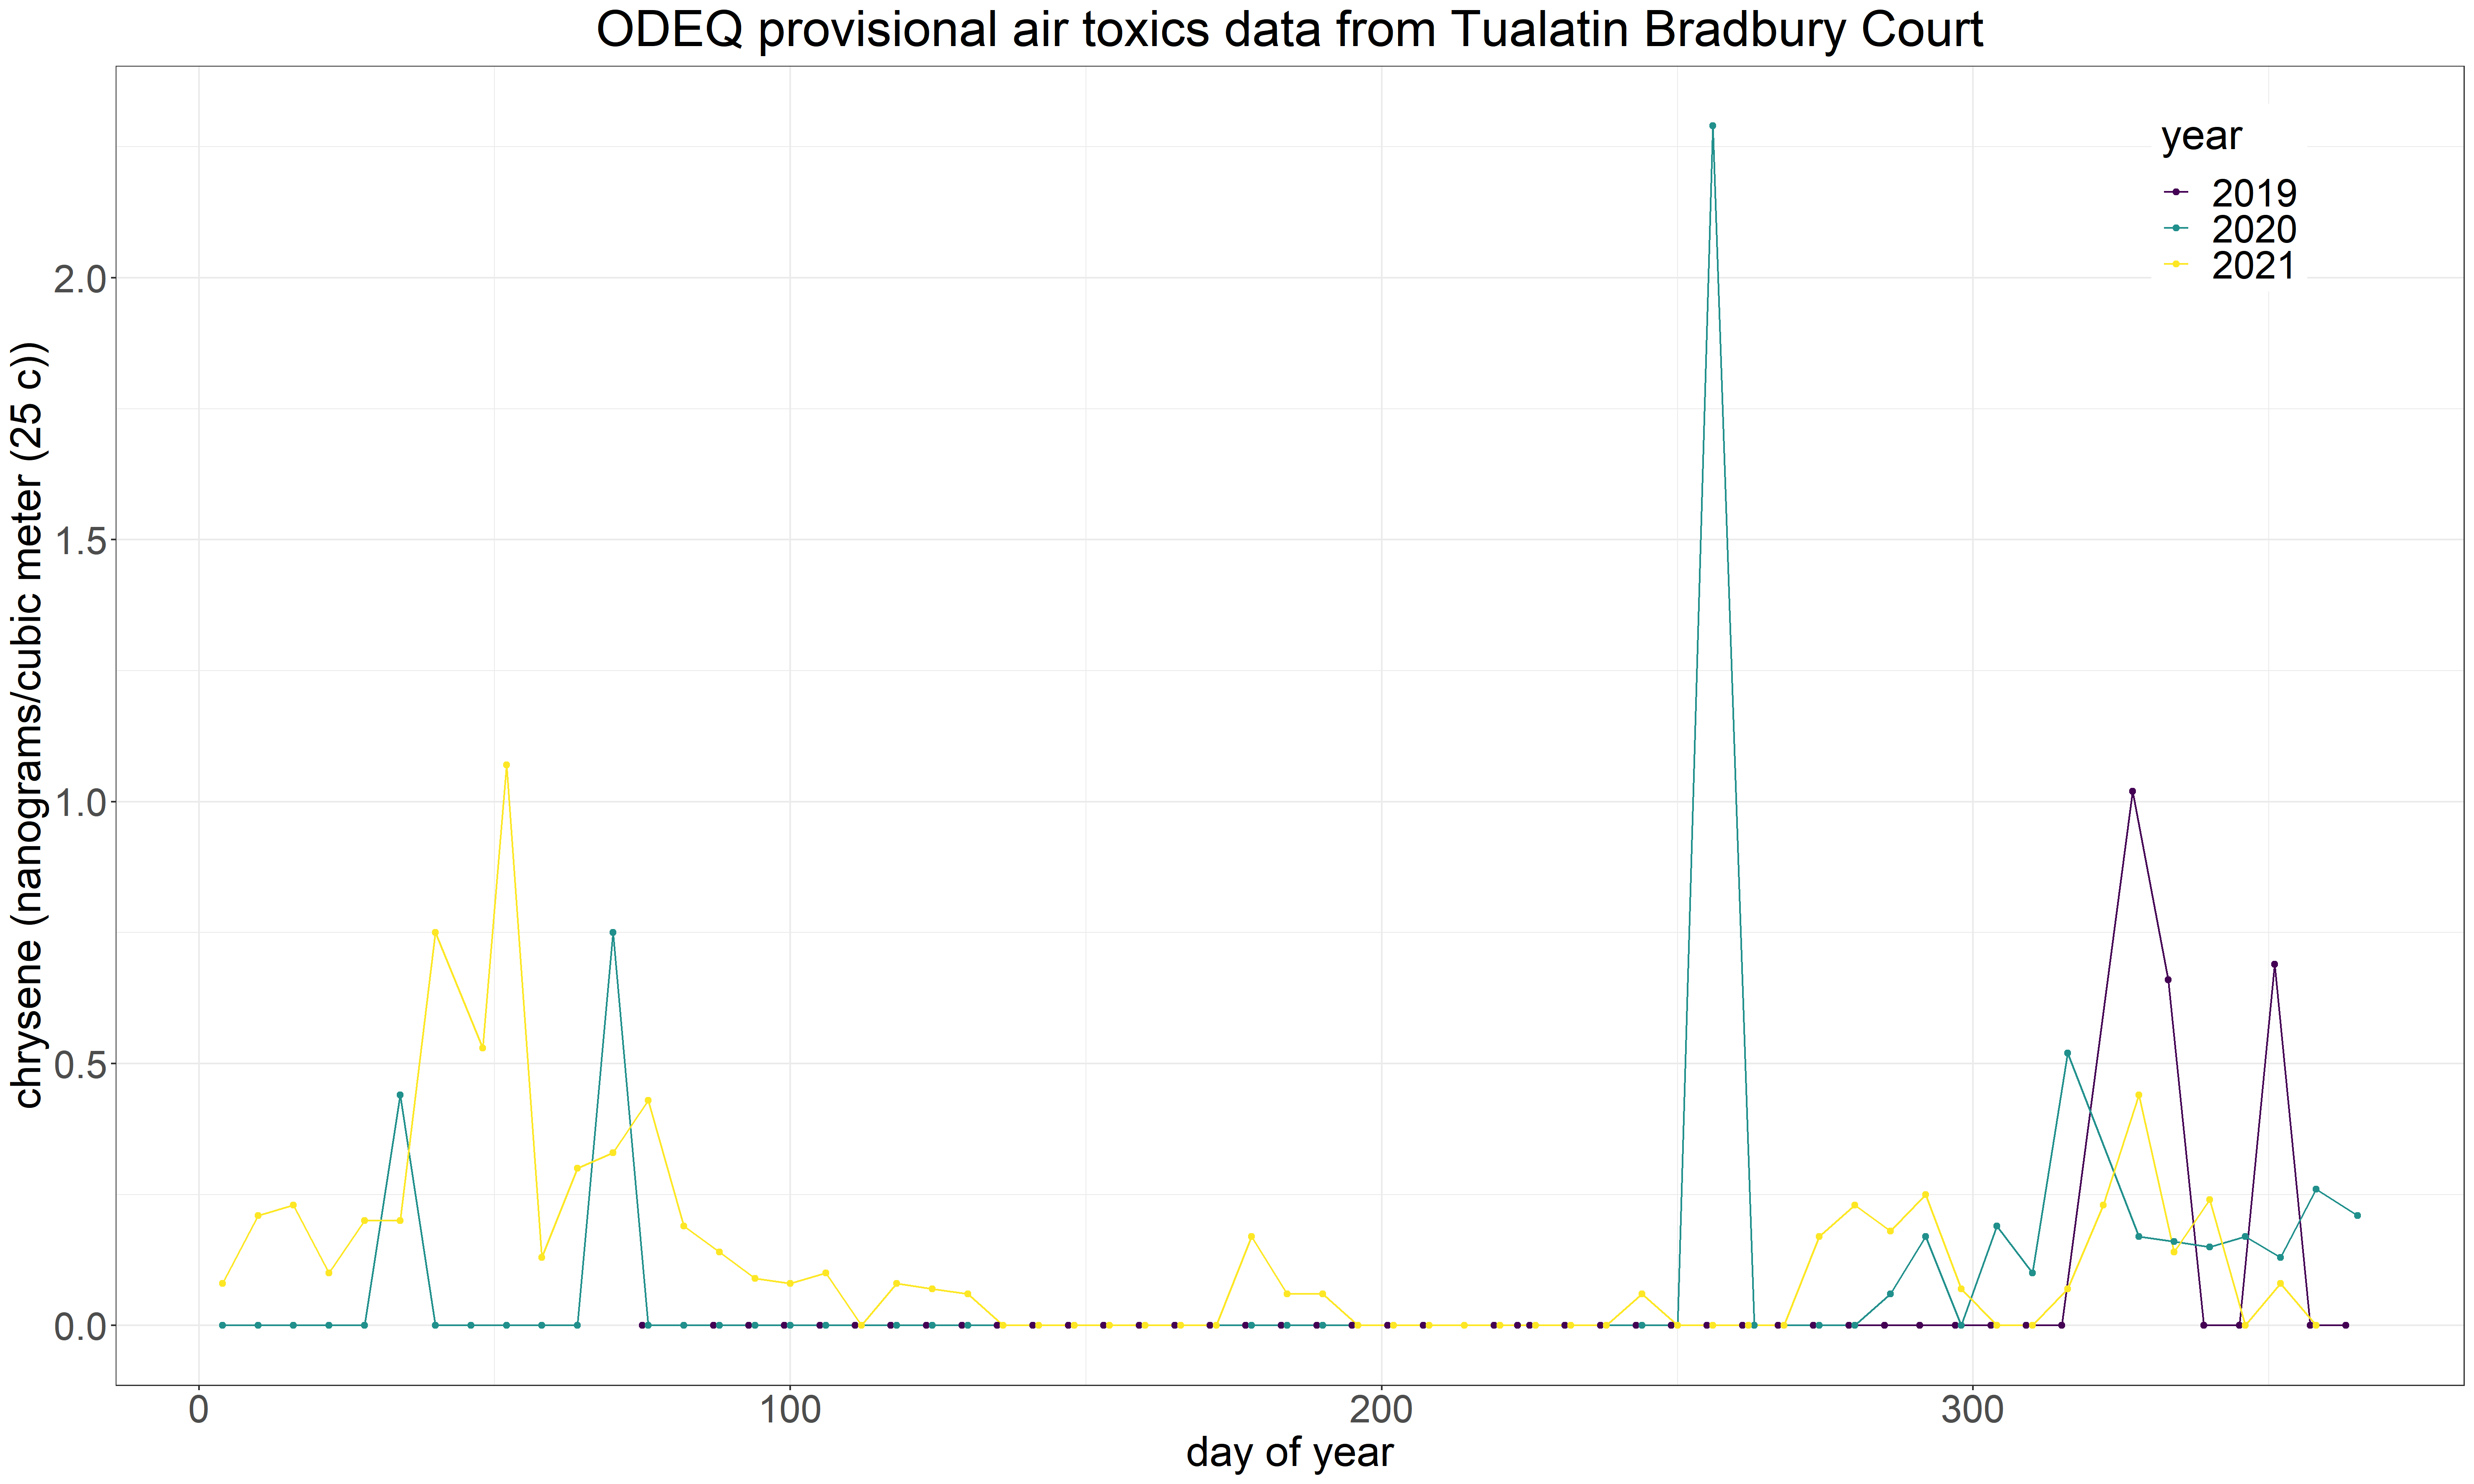 ODEQ provisional air toxics data from Tualatin Bradbury Court
year
2019
2020
2021
chrysene (nanograms/cubic meter (25 c))
2.0
1.5
1.0
0.5
0.0
0 100 200 300
day of year